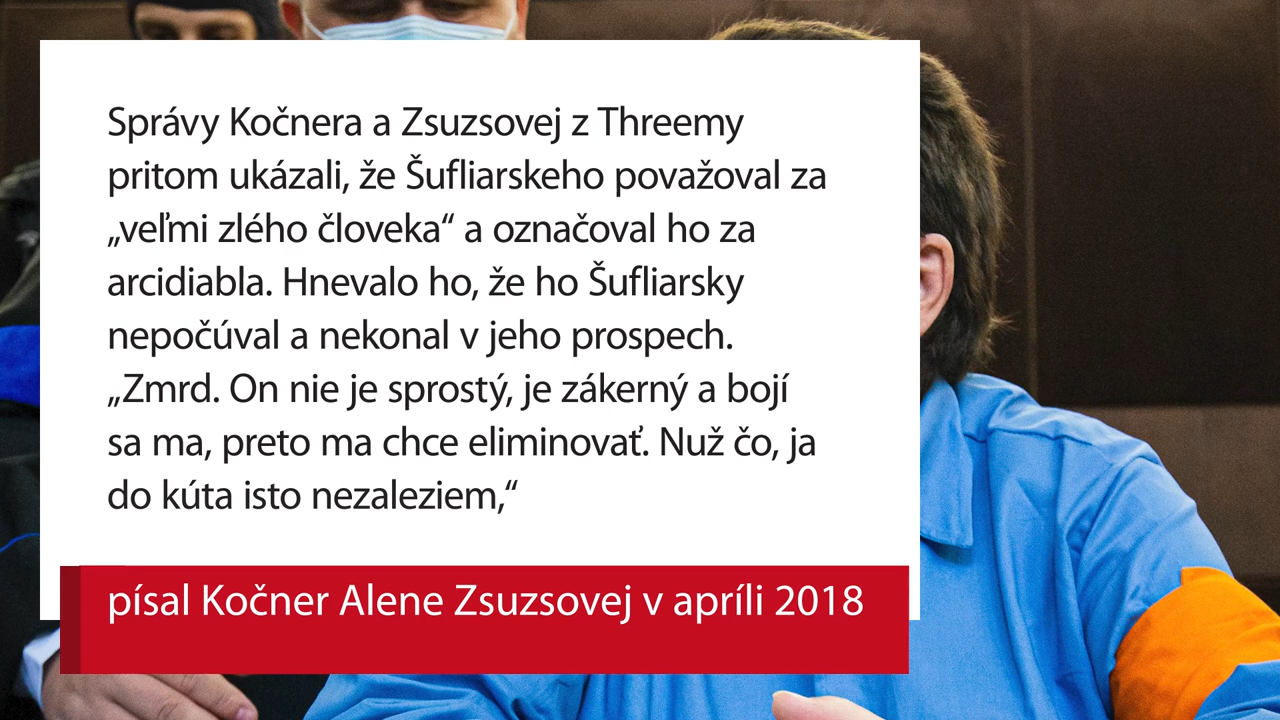 Správy Kočnera a Zsuzsovej z Threemy
pritom ukázali, že Šufliarskeho považoval za
„veľmi zlého človeka“ a označoval ho za
arcidiabla. Hnevalo ho, že ho Šufliarsky
nepočúval a nekonal v jeho prospech.
„Zmrd. On nie je sprostý, je zákerný a bojí
sa ma, preto ma chce eliminovať. Nuž čo, ja
do kúta isto nezaleziem,“
písal Kočner Alene Zsuzsovej v apríli 2018